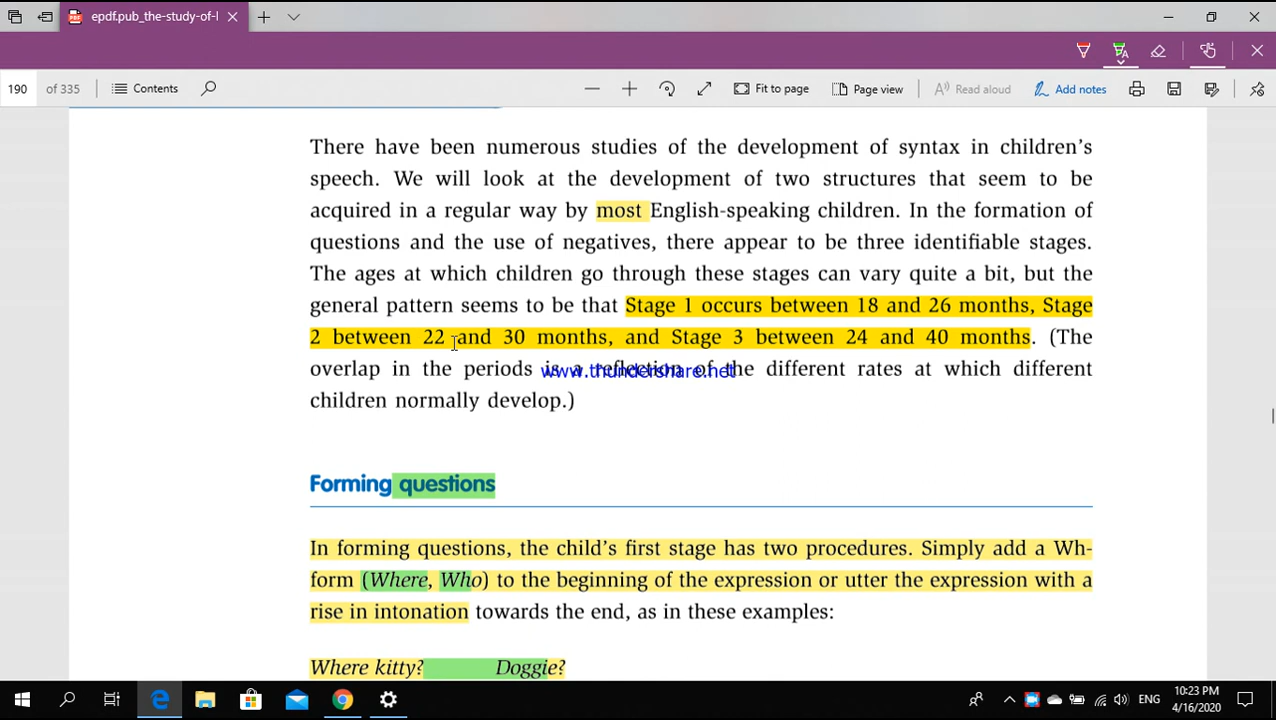 epdf.pub_the-study-of-l
190 of 335 Contents Fit to page Page view Read aloud Add notes
There have been numerous studies of the development of syntax in children's
speech. We will look at the development of two structures that seem to be
acquired in a regular way by most English-speaking children. In the formation of
questions and the use of negatives, there appear to be three identifiable stages.
The ages at which children go through these stages can vary quite a bit, but the
general pattern seems to be that Stage 1 occurs between 18 and 26 months, Stage
2 between 22 and 30 months, and Stage 3 between 24 and 40 months. (The
overlap in the periods is a reflection of the different rates at which different
www.thundershare.net
children normally develop.)
Forming questions
In forming questions, the child's first stage has two procedures. Simply add a Wh-
form (Where, Who) to the beginning of the expression or utter the expression with a
rise in intonation towards the end, as in these examples:
Where kitty? Doggie?
ENG
10:23 PM
4/16/2020